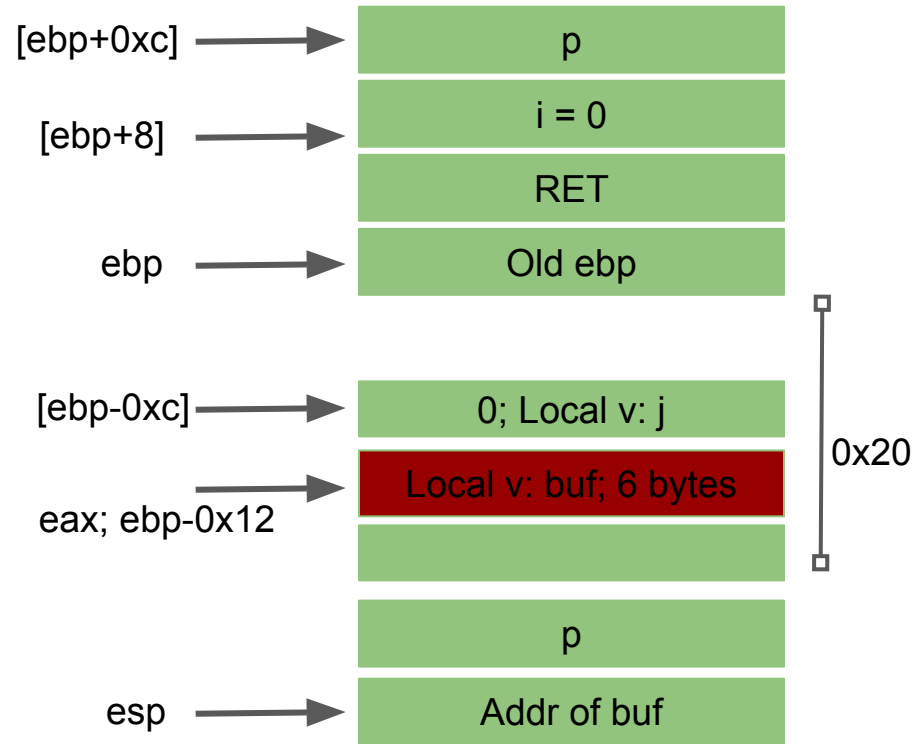 [ebp+0xc]
p
[ebp+8]
i = 0
RET
ebp
Old ebp
[ebp-0xc]
0; Local v: j
0x20
Local v: buf; 6 bytes
eax; ebp-0x12
p
esp
Addr of buf